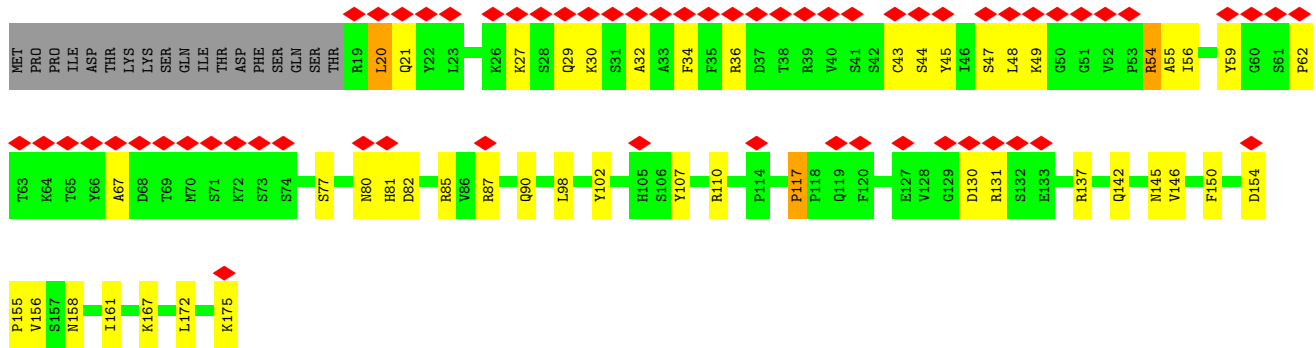 MET PRO PRO ILE ASP THR LYS LYS SER GLN ILE THR ASP PHE SER GLN SER THR R19 L20 Q21 Y22 L23 K26 K27 S28 Q29 K30 S31 A32 A33 F34 F35 R36 D37 T38 R39 V40 S41 S42 C43 S44 Y45 I46 S47 L48 K49 G50 G51 V52 P53 R54 A55 I56 Y59 G60 S61 P62
T63 K64 T65 Y66 A67 D68 T69 M70 S71 K72 S73 S74 S77 N80 H81 D82 R85 V86 R87 Q90 L98 Y102 H105 S106 Y107 R110 P114 P117 P118 Q119 F120 E127 V128 G129 D130 R131 S132 E133 R137 Q142 N145 V146 F150 D154
P155 V156 S157 N158 I161 K167 L172 K175